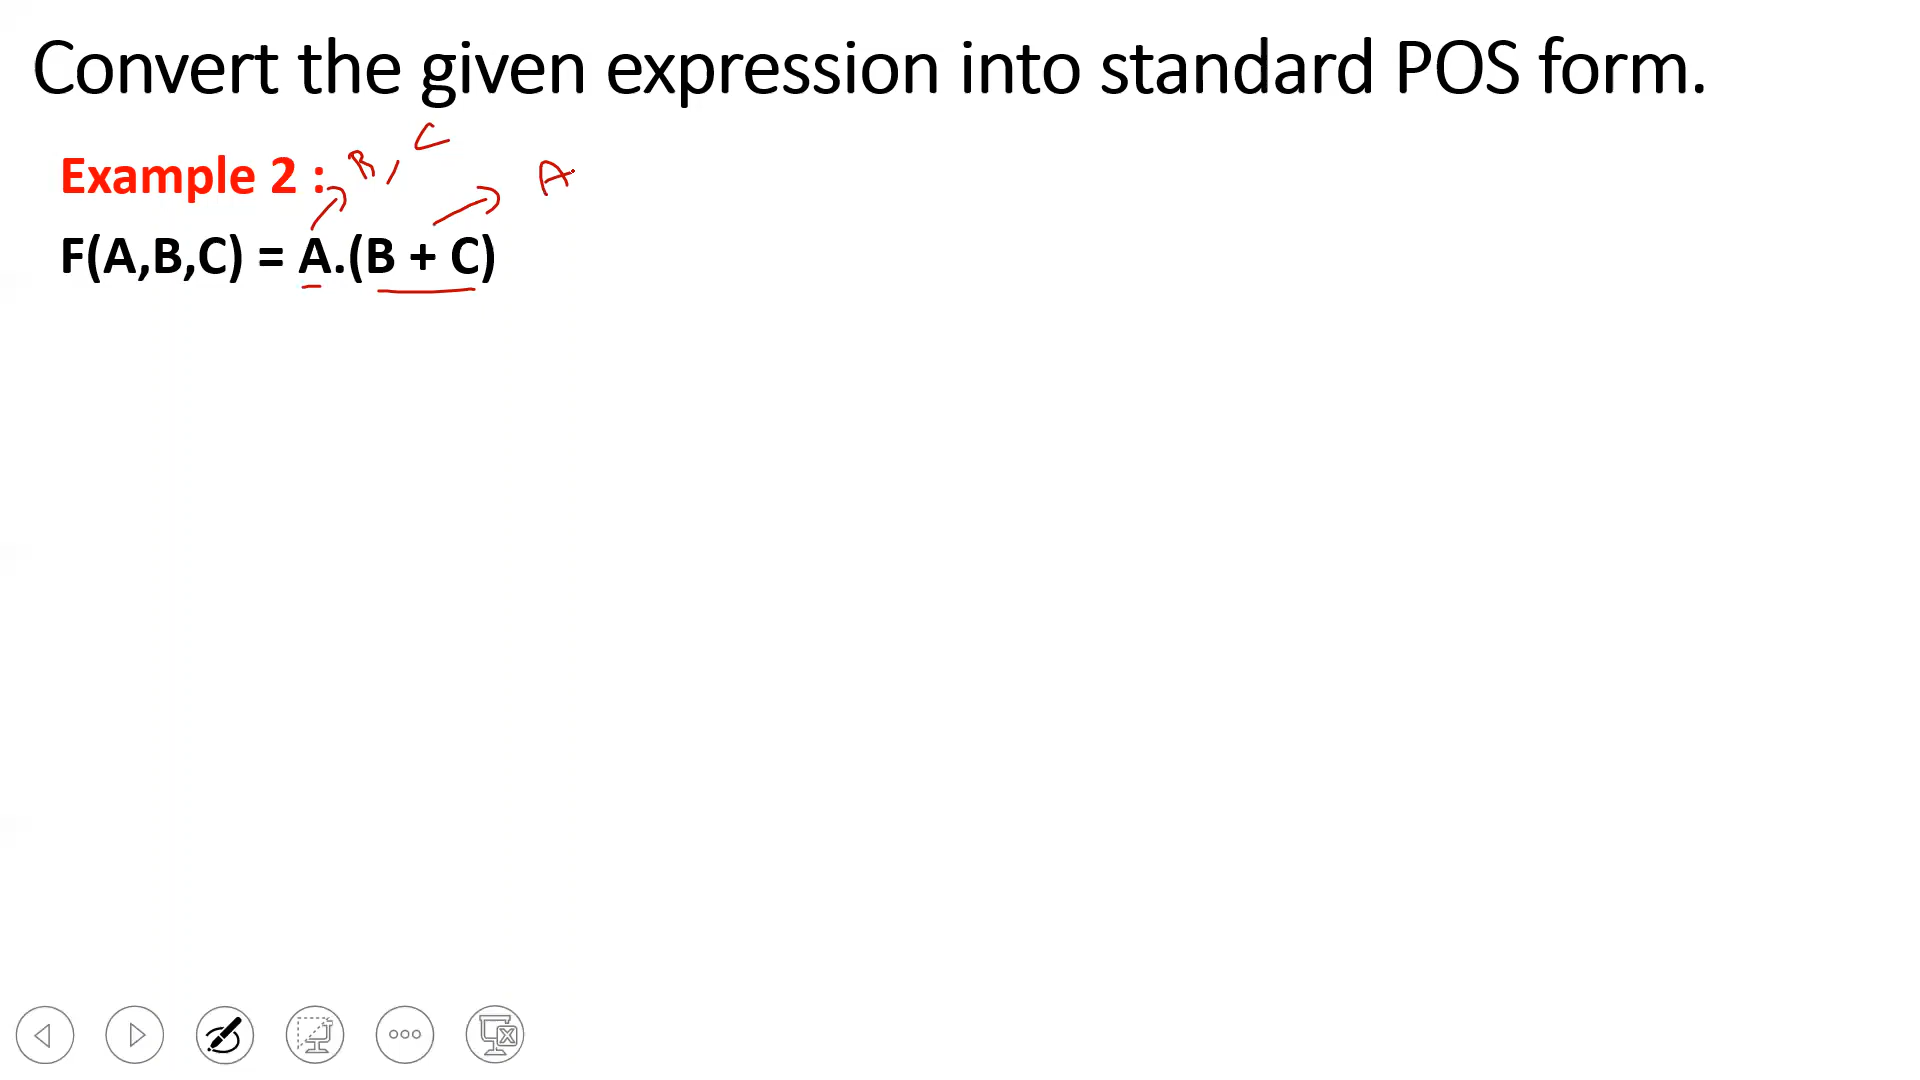 Convert the given expression into standard POS form.
Example 2 : B, C A
F(A,B,C) = A.(B + C)